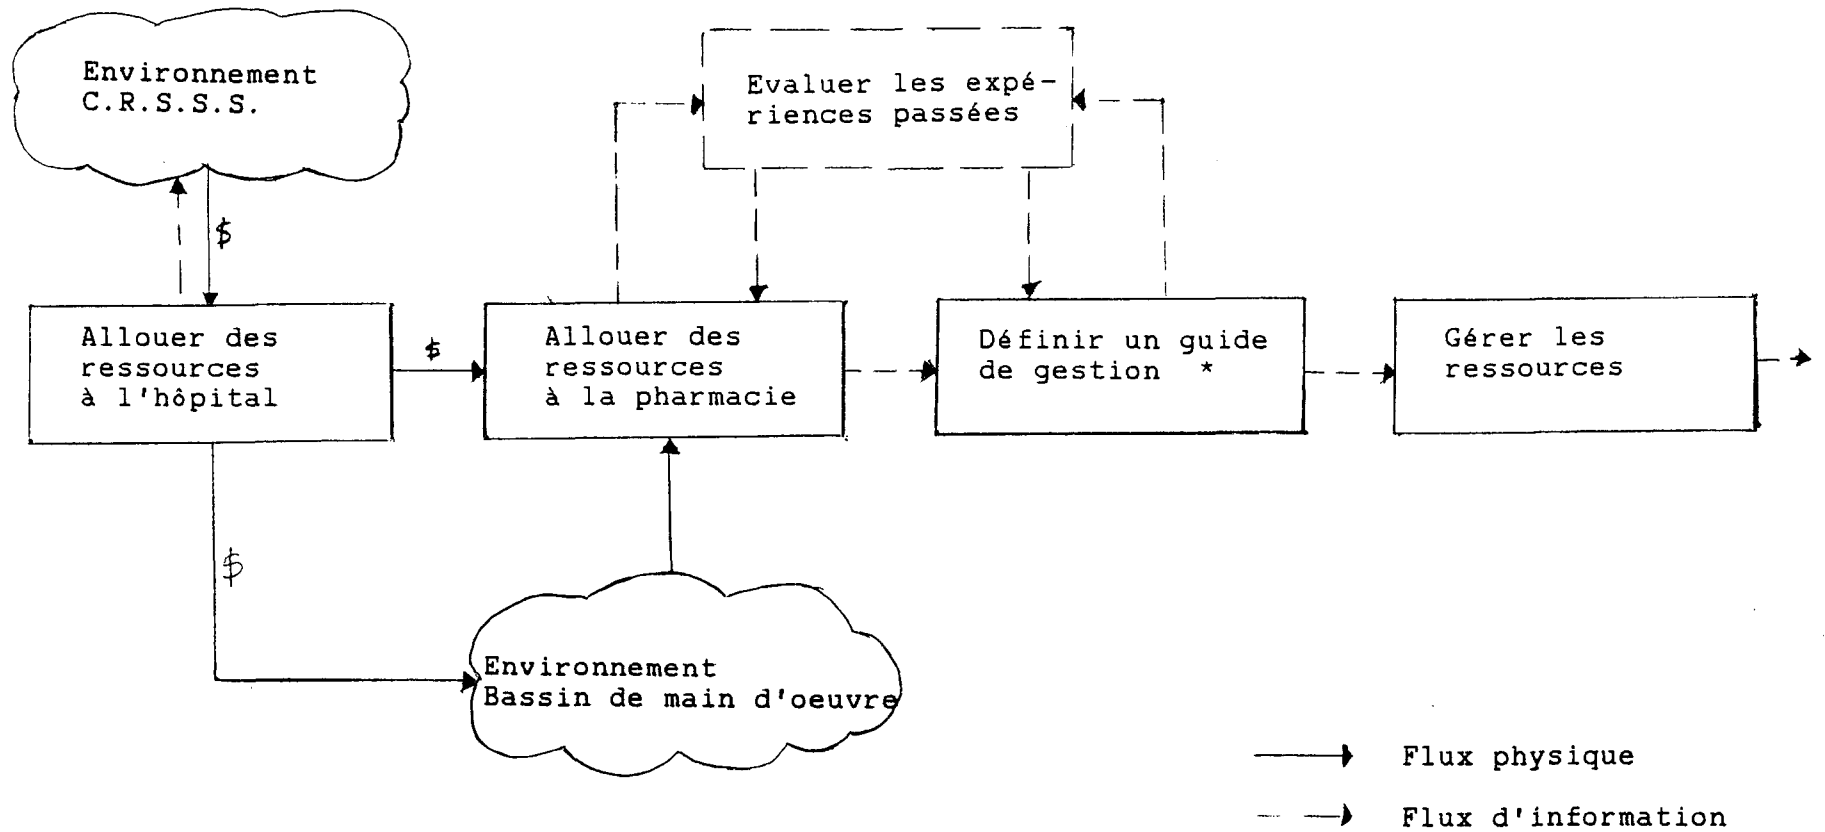 Environnement
C.R.S.S.S.
Evaluer les expé-
riences passées
$
Allouer des
ressources
à l'hôpital
$
Allouer des
ressources
à la pharmacie
Définir un guide
de gestion *
Gérer les
ressources
$
Environnement
Bassin de main d'oeuvre
Flux physique
Flux d'information